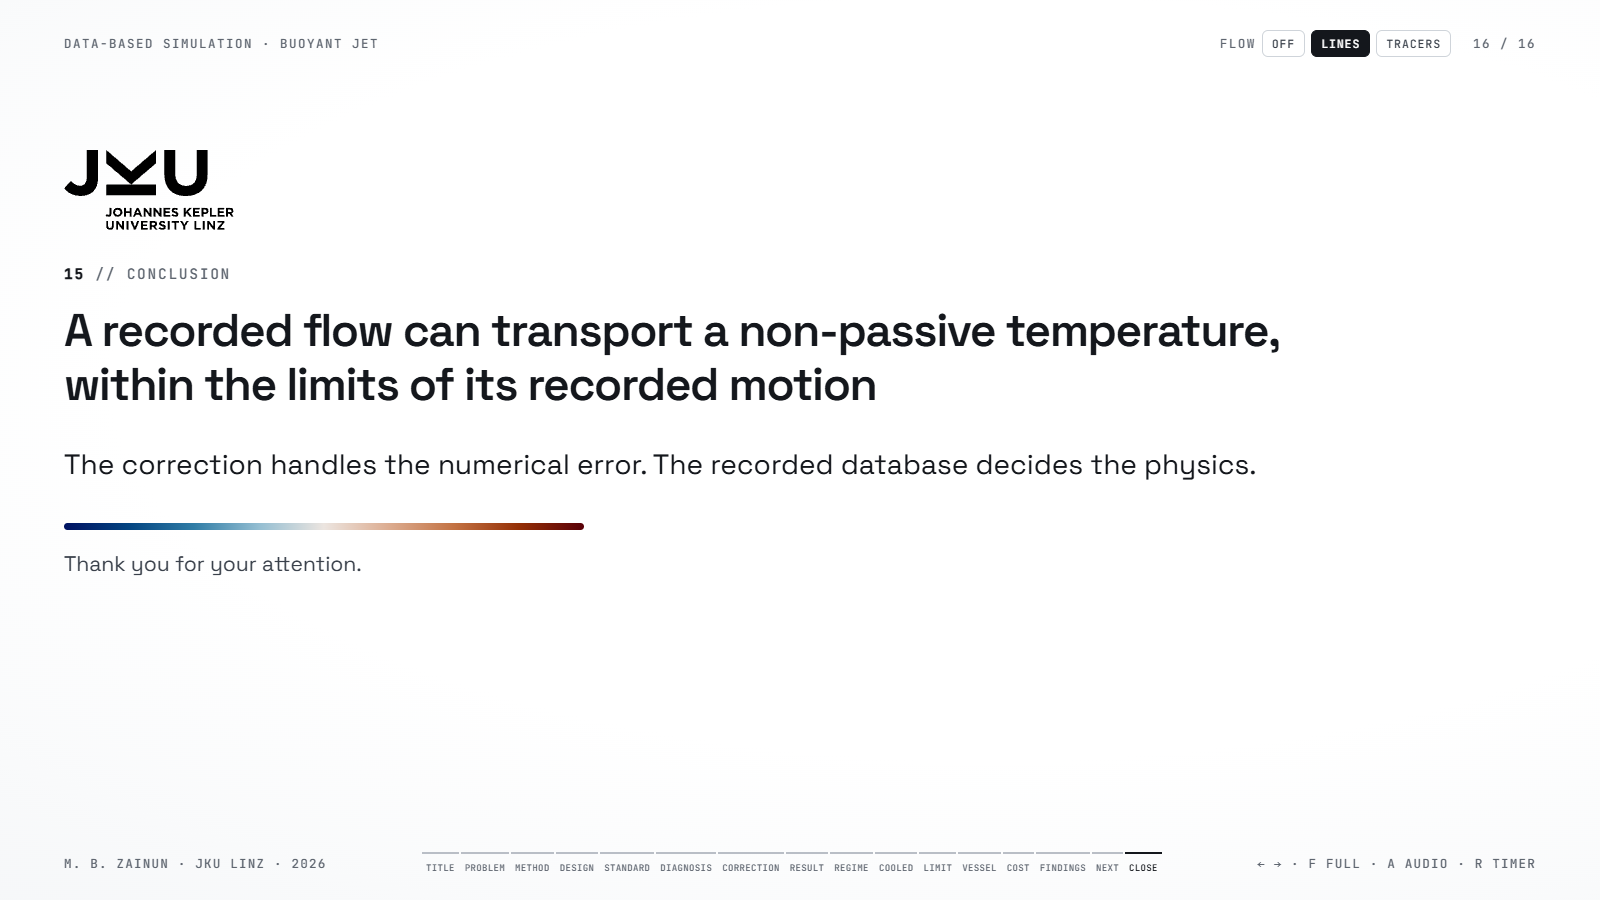 DATA-BASED SIMULATION · BUOYANT JET
FLOW OFF LINES TRACERS 16 / 16
JKU
JOHANNES KEPLER
UNIVERSITY LINZ
15 // CONCLUSION
A recorded flow can transport a non-passive temperature,
within the limits of its recorded motion
The correction handles the numerical error. The recorded database decides the physics.
Thank you for your attention.
M. B. ZAINUN · JKU LINZ · 2026
TITLE PROBLEM METHOD DESIGN STANDARD DIAGNOSIS CORRECTION RESULT REGIME COOLED LIMIT VESSEL COST FINDINGS NEXT CLOSE
← → · F FULL · A AUDIO · R TIMER